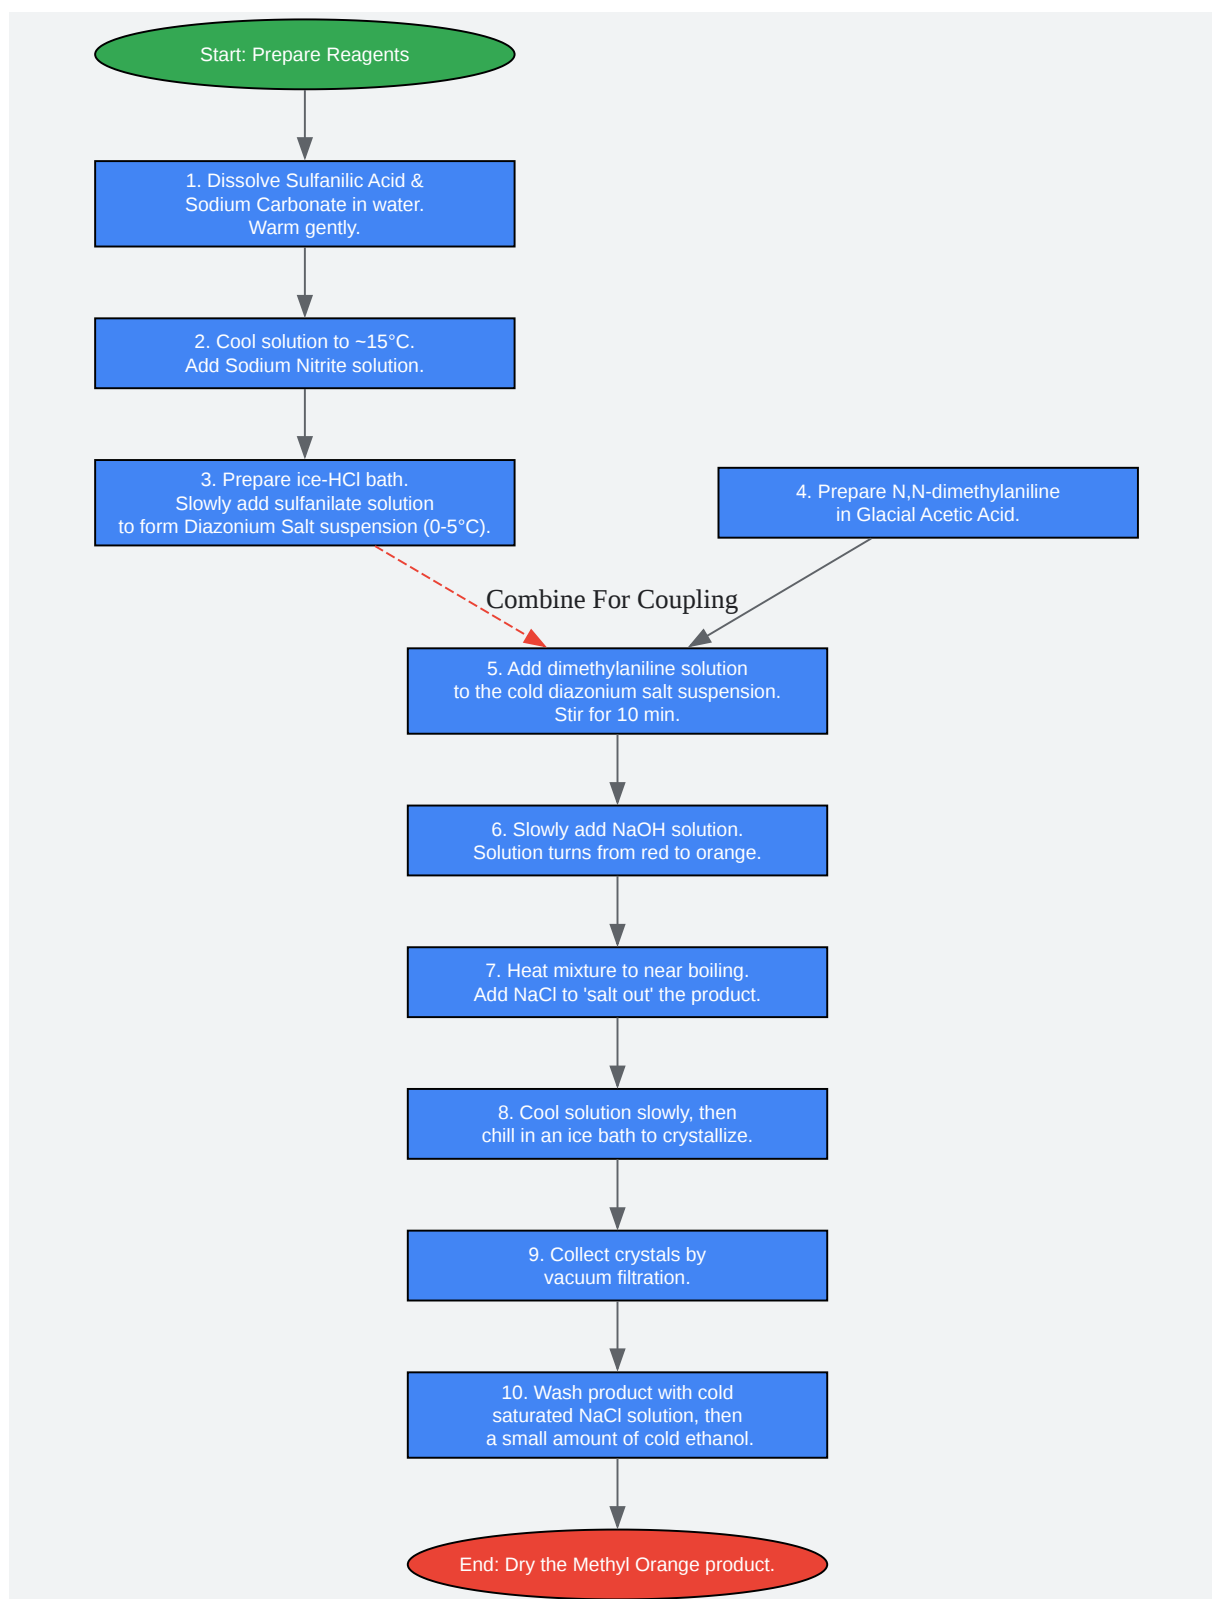 Start: Prepare Reagents
1. Dissolve Sulfanilic Acid &
Sodium Carbonate in water.
Warm gently.
2. Cool solution to ~15°C.
Add Sodium Nitrite solution.
3. Prepare ice-HCl bath.
Slowly add sulfanilate solution
to form Diazonium Salt suspension (0-5°C).
4. Prepare N,N-dimethylaniline
in Glacial Acetic Acid.
Combine For Coupling
5. Add dimethylaniline solution
to the cold diazonium salt suspension.
Stir for 10 min.
6. Slowly add NaOH solution.
Solution turns from red to orange.
7. Heat mixture to near boiling.
Add NaCl to 'salt out' the product.
8. Cool solution slowly, then
chill in an ice bath to crystallize.
9. Collect crystals by
vacuum filtration.
10. Wash product with cold
saturated NaCl solution, then
a small amount of cold ethanol.
End: Dry the Methyl Orange product.